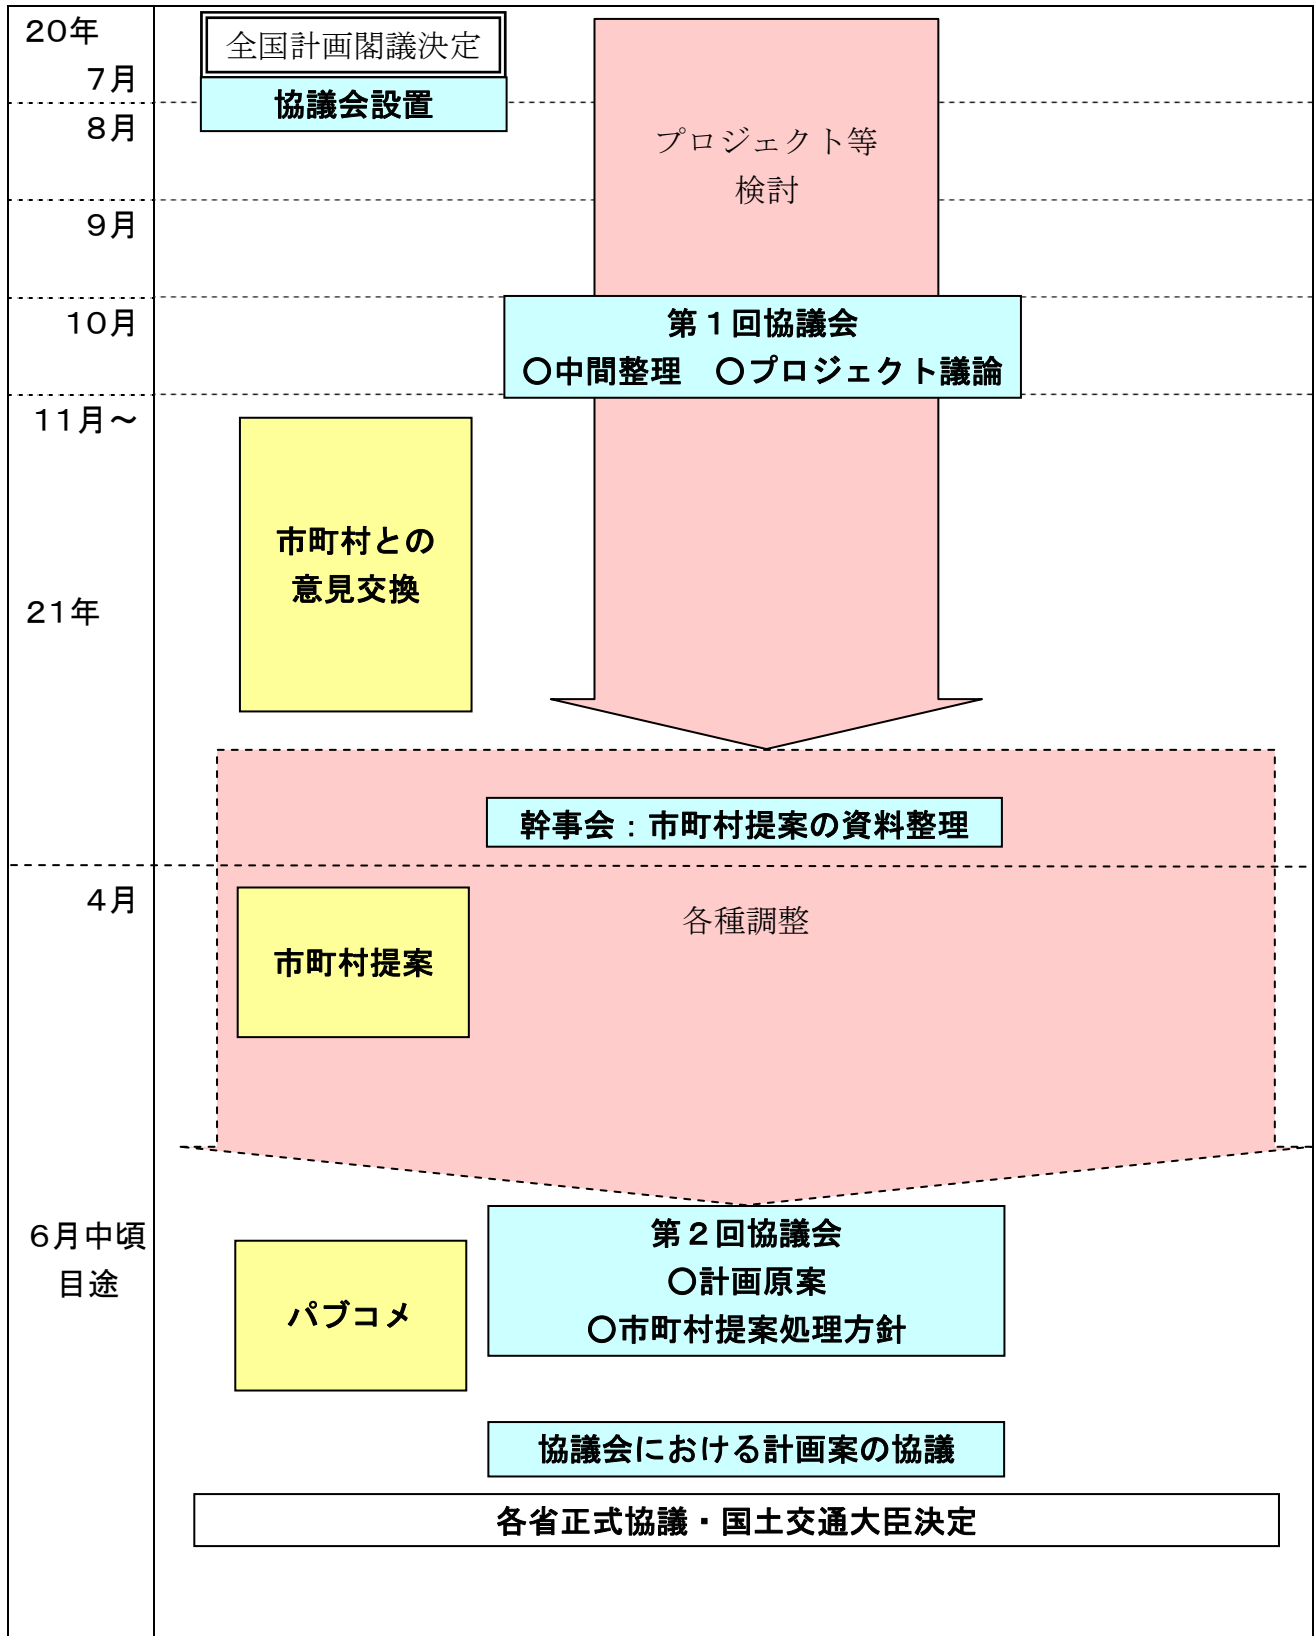 20年
全国計画閣議決定
7月
協議会設置
8月
プロジェクト等
検討
9月
10月
第1回協議会
○中間整理　○プロジェクト議論
11月~
市町村との
意見交換
21年
幹事会:市町村提案の資料整理
4月
各種調整
市町村提案
6月中頃
目途
第2回協議会
○計画原案
○市町村提案処理方針
パブコメ
協議会における計画案の協議
各省正式協議・国土交通大臣決定